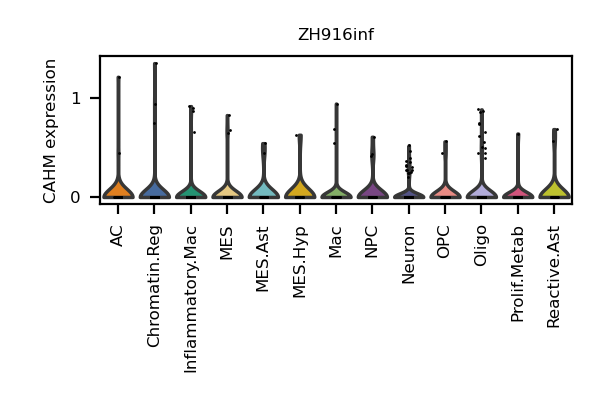 ZH916inf
CAHM expression
1
0
AC
Chromatin.Reg
Inflammatory.Mac
MES
MES.Ast
MES.Hyp
Mac
NPC
Neuron
OPC
Oligo
Prolif.Metab
Reactive.Ast